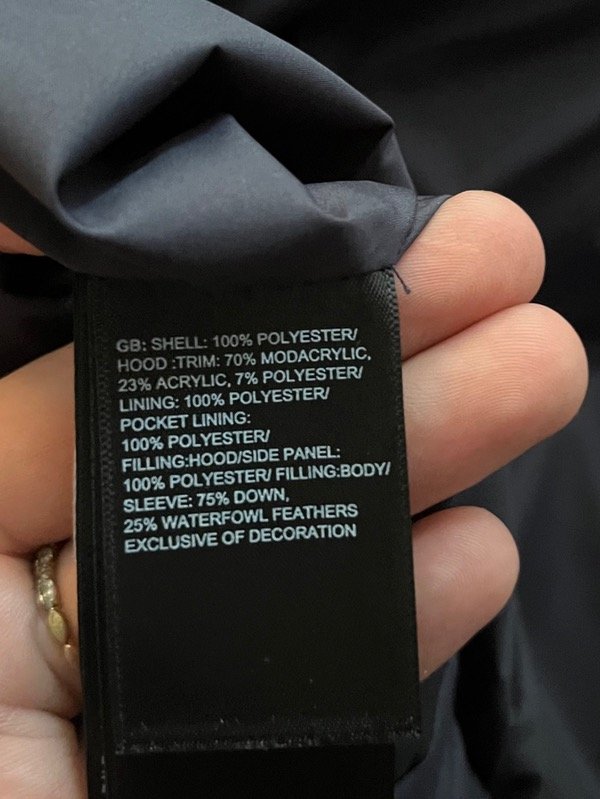 GB: SHELL: 100% POLYESTER/
HOOD :TRIM: 70% MODACRYLIC,
23% ACRYLIC, 7% POLYESTER/
LINING: 100% POLYESTER/
POCKET LINING:
100% POLYESTER/
FILLING:HOOD/SIDE PANEL:
100% POLYESTER/ FILLING:BODY/
SLEEVE: 75% DOWN,
25% WATERFOWL FEATHERS
EXCLUSIVE OF DECORATION